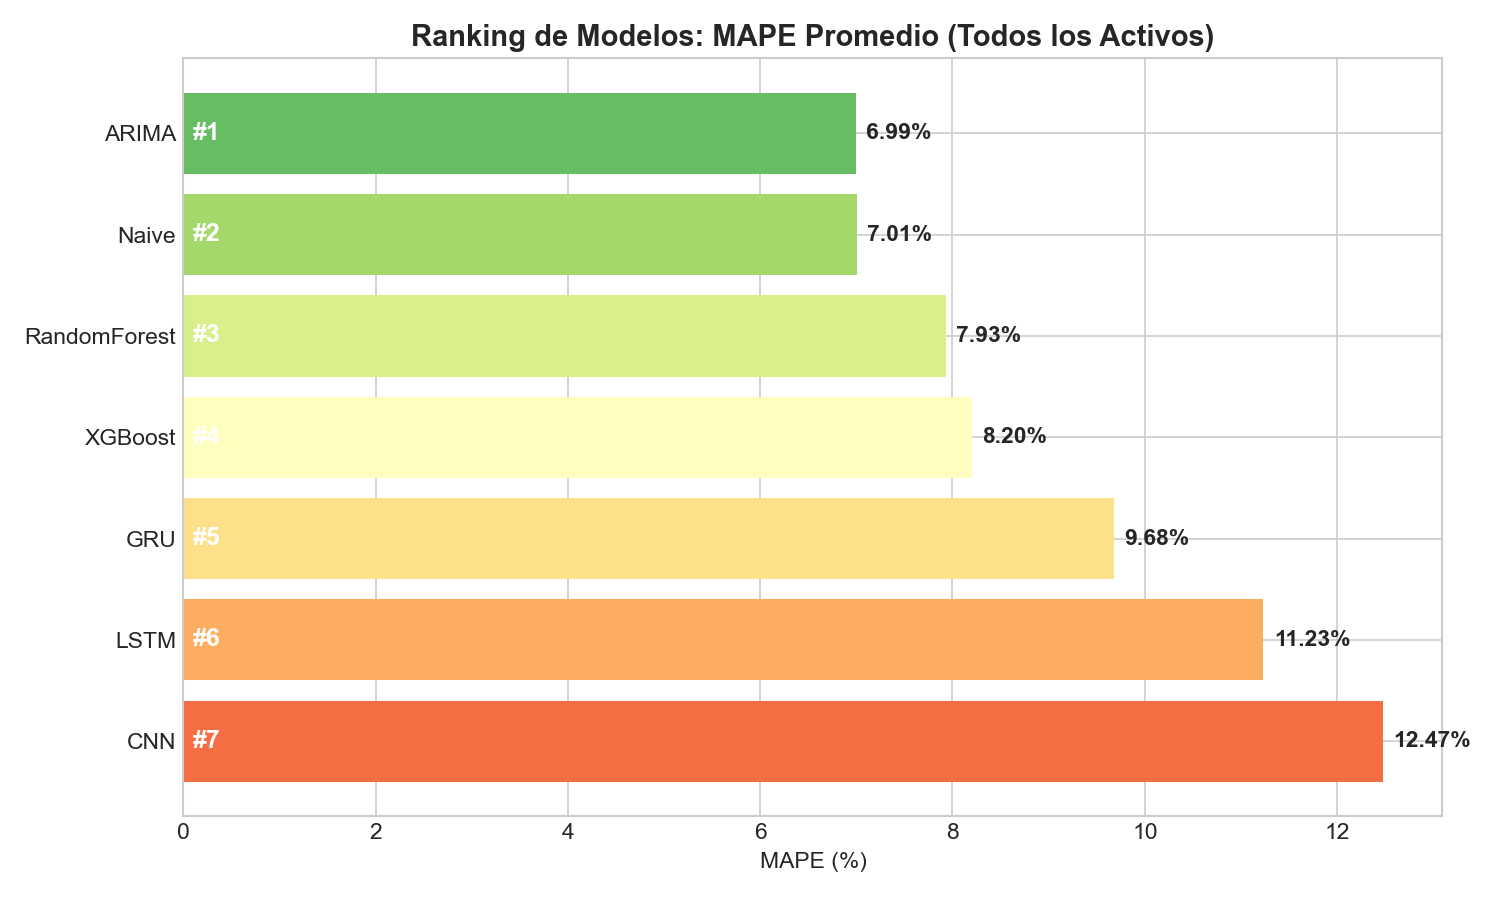 Ranking de Modelos: MAPE Promedio (Todos los Activos)
ARIMA #1 6.99%
Naive #2 7.01%
RandomForest #3 7.93%
XGBoost #4 8.20%
GRU #5 9.68%
LSTM #6 11.23%
CNN #7 12.47%
0 2 4 6 8 10 12
MAPE (%)